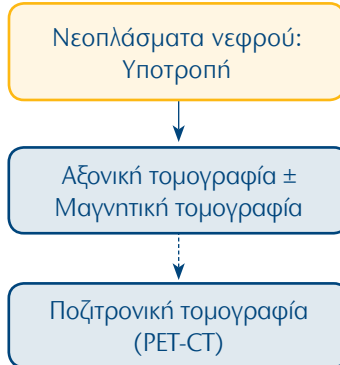 Νεοπλάσματα νεφρού:
Υποτροπή
Αξονική τομογραφία ±
Μαγνητική τομογραφία
Ποζιτρονική τομογραφία
(PET-CT)